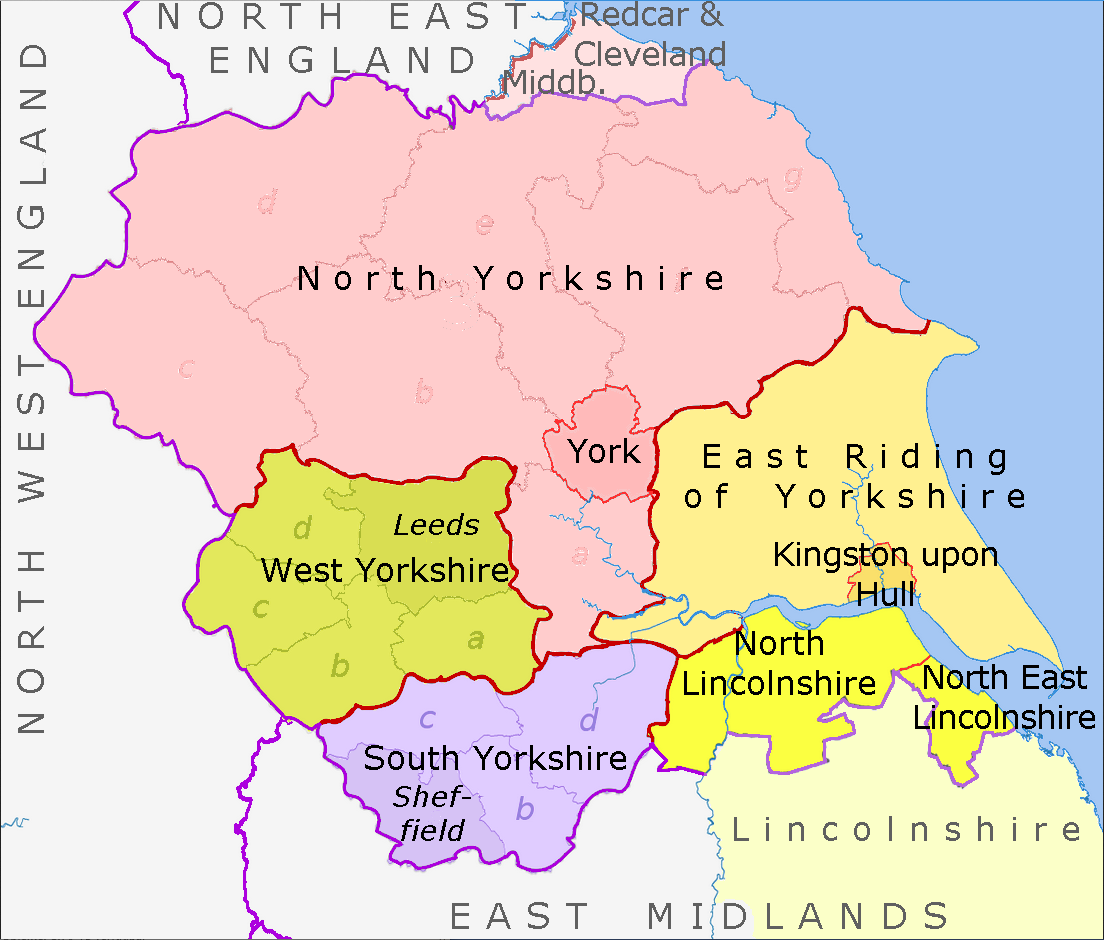 NORTH EAST
ENGLAND
Redcar &
Cleveland
Middb.
NORTH WEST ENGLAND
d
e
g
North Yorkshire
c
b
York
East Riding
of Yorkshire
a
Leeds
d
West Yorkshire
c
a
b
Kingston upon
Hull
North
Lincolnshire
North East
Lincolnshire
c
d
South Yorkshire
Shef-
field
b
Lincolnshire
EAST MIDLANDS